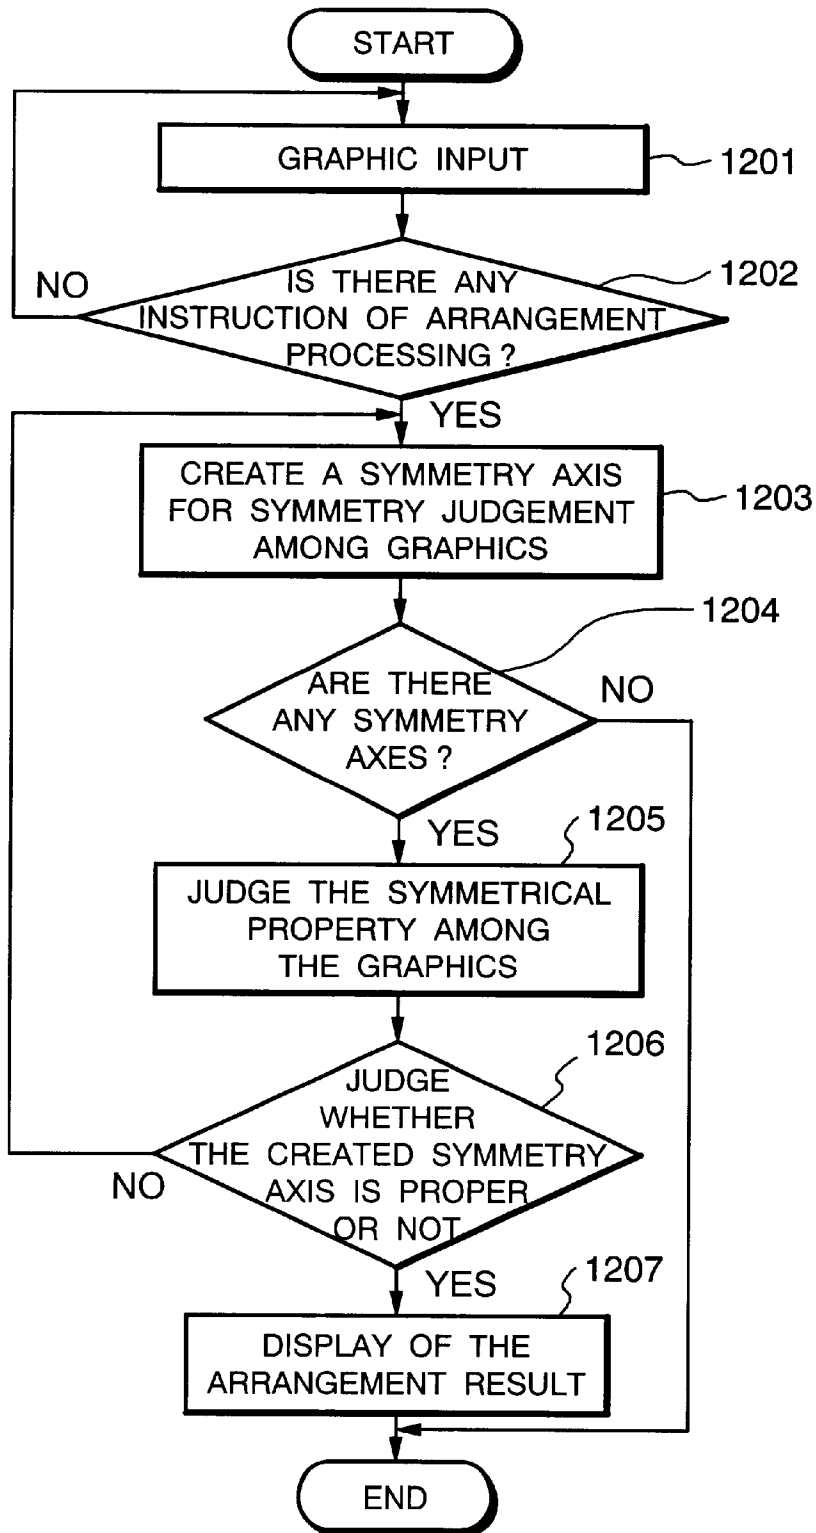 START
GRAPHIC INPUT
1201
1202
NO
IS THERE ANY
INSTRUCTION OF ARRANGEMENT
PROCESSING ?
YES
CREATE A SYMMETRY AXIS
FOR SYMMETRY JUDGEMENT
AMONG GRAPHICS
1203
1204
ARE THERE
ANY SYMMETRY
AXES ?
NO
YES
1205
JUDGE THE SYMMETRICAL
PROPERTY AMONG
THE GRAPHICS
1206
JUDGE
WHETHER
THE CREATED SYMMETRY
AXIS IS PROPER
OR NOT
NO
YES
1207
DISPLAY OF THE
ARRANGEMENT RESULT
END